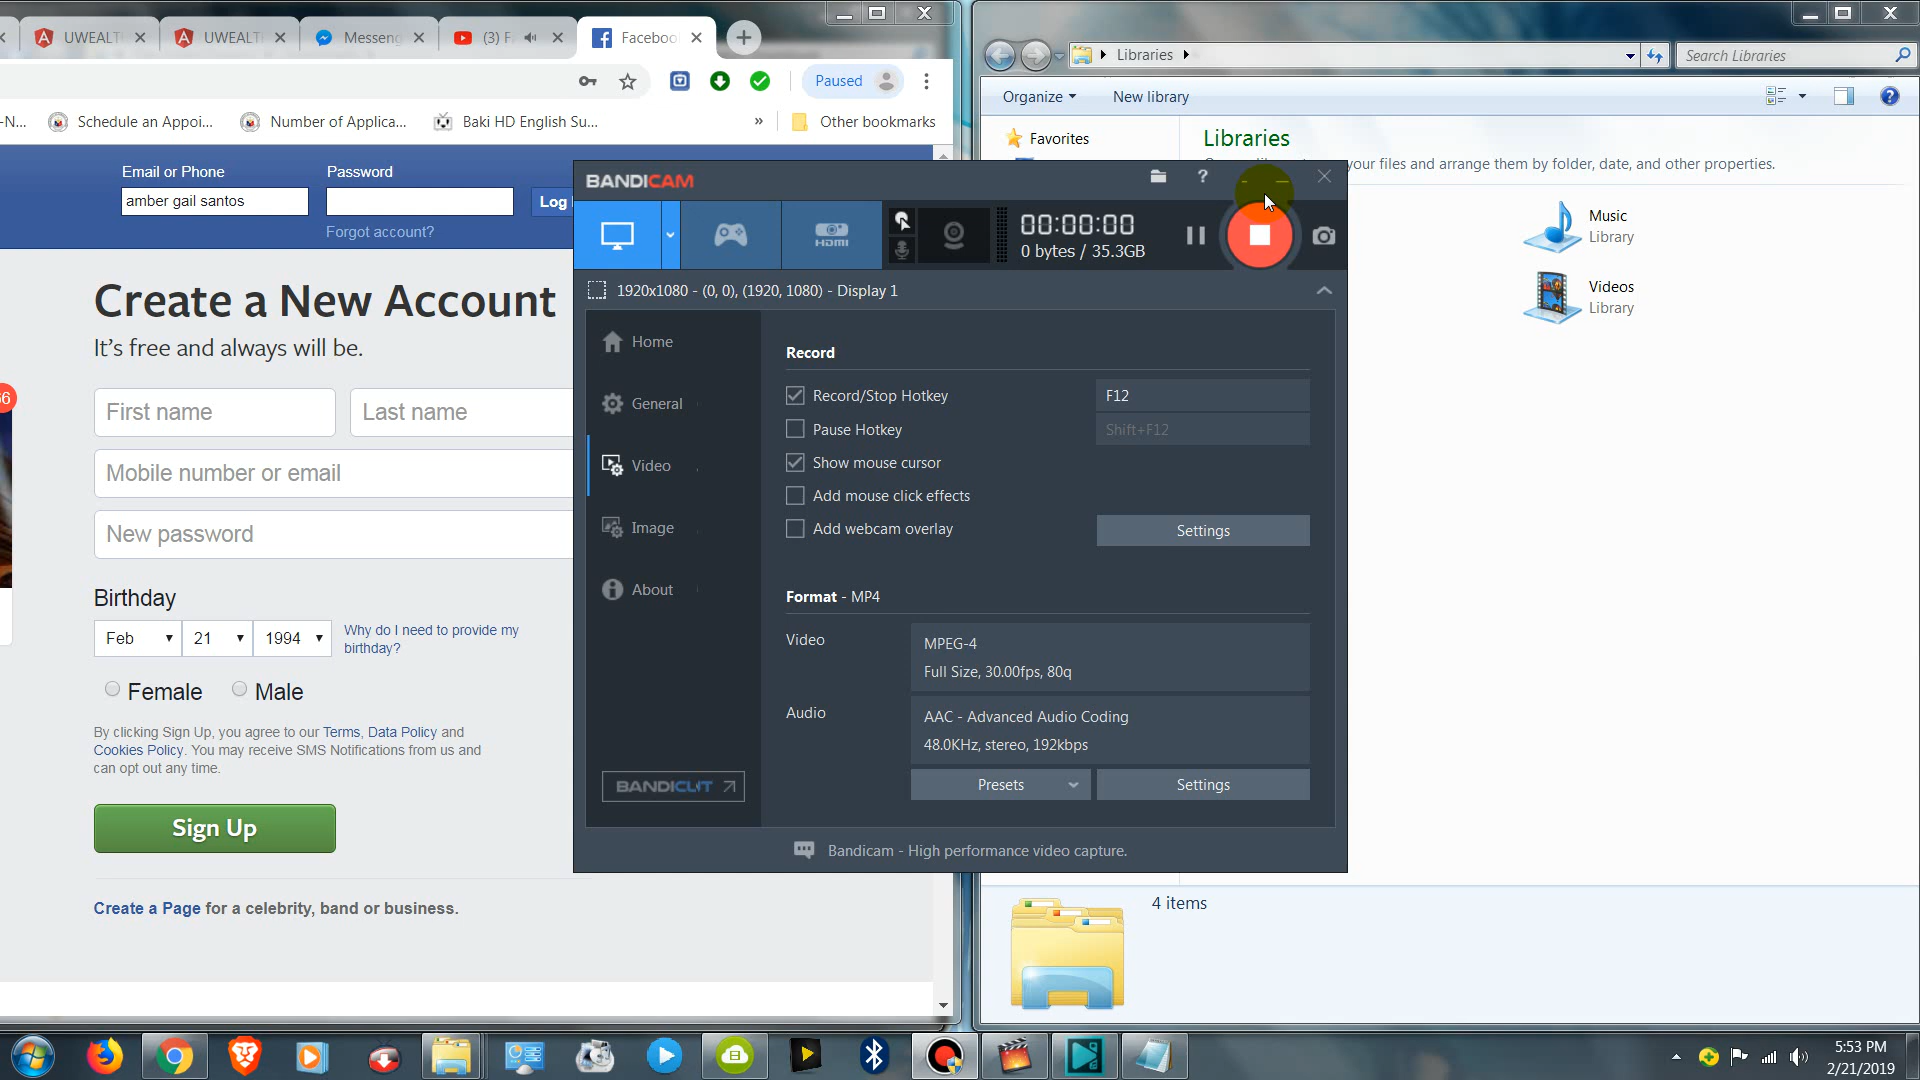 UWEALT
UWEALT
Messeng
(3) F
Faceboo
Paused
-N...
Schedule an Appoi...
Number of Applica...
Baki HD English Su...
»
Other bookmarks
Email or Phone
Password
amber gail santos
Log
Forgot account?
Create a New Account
It's free and always will be.
66
First name
Last name
Mobile number or email
New password
Birthday
Feb
21
1994
Why do I need to provide my
birthday?
Female
Male
By clicking Sign Up, you agree to our Terms, Data Policy and
Cookies Policy. You may receive SMS Notifications from us and
can opt out any time.
Sign Up
Create a Page for a celebrity, band or business.
BANDICAM
?
HDMI
00:00:00
0 bytes / 35.3GB
1920x1080 - (0, 0), (1920, 1080) - Display 1
Home
General
Video
Image
About
BANDICUT
Record
Record/Stop Hotkey
F12
Pause Hotkey
Shift+F12
Show mouse cursor
Add mouse click effects
Add webcam overlay
Settings
Format - MP4
Video
MPEG-4
Full Size, 30.00fps, 80q
Audio
AAC - Advanced Audio Coding
48.0KHz, stereo, 192kbps
Presets
Settings
Bandicam - High performance video capture.
Libraries
Search Libraries
Organize
New library
Favorites
Libraries
your files and arrange them by folder, date, and other properties.
Music
Library
Videos
Library
4 items
5:53 PM
2/21/2019